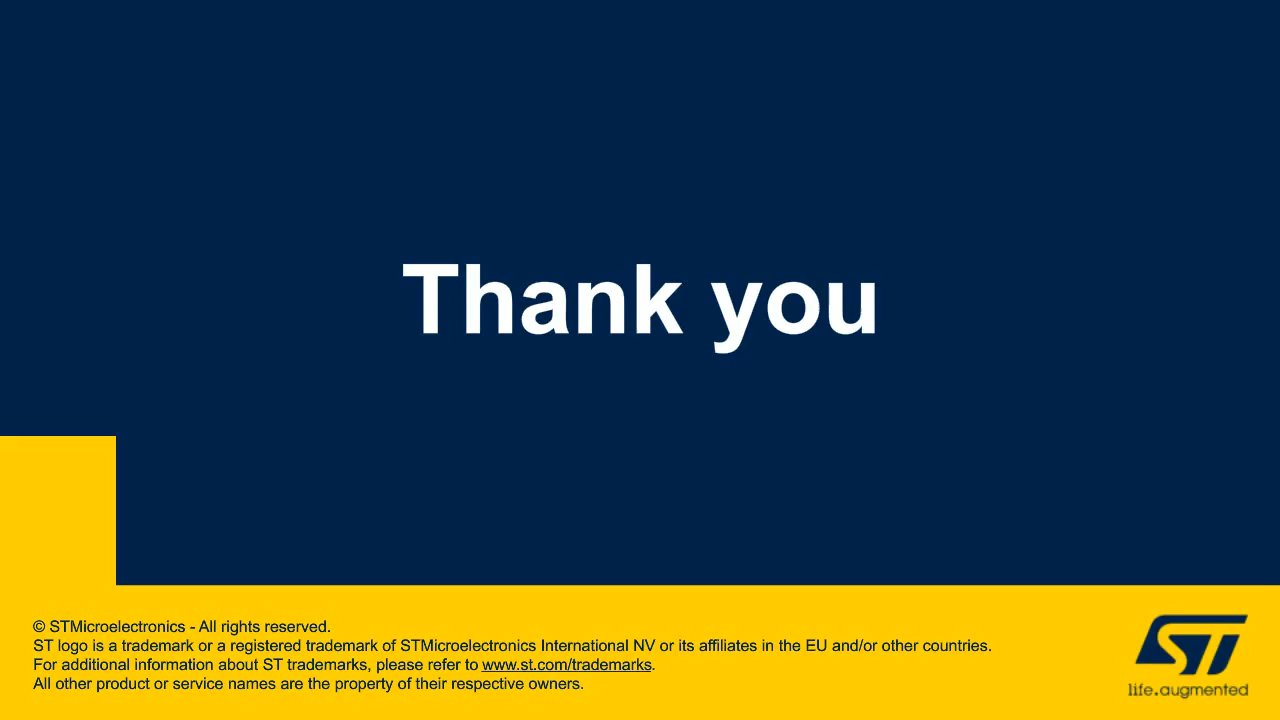 Thank you
© STMicroelectronics - All rights reserved.
ST logo is a trademark or a registered trademark of STMicroelectronics International NV or its affiliates in the EU and/or other countries.
For additional information about ST trademarks, please refer to www.st.com/trademarks.
All other product or service names are the property of their respective owners.
ST
life.augmented